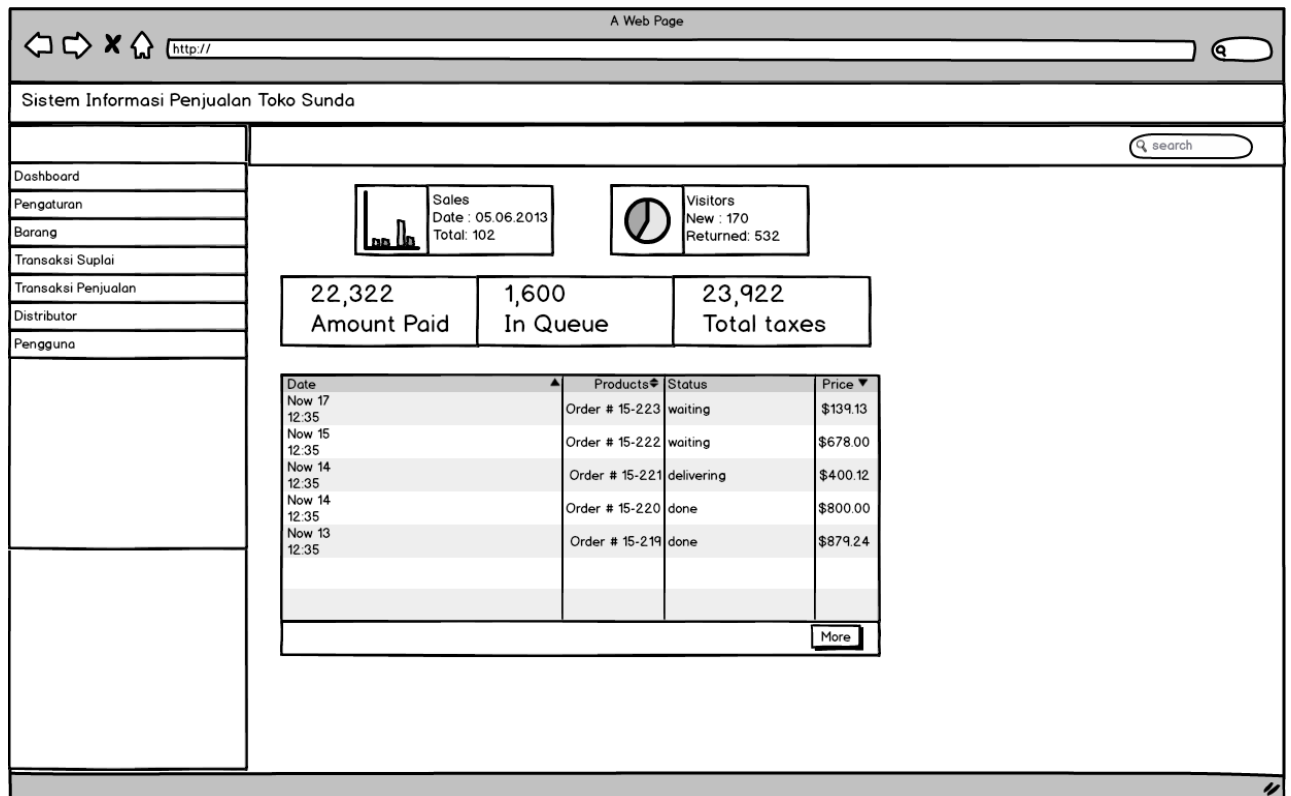 A Web Page
http://
Sistem Informasi Penjualan Toko Sunda
search
Dashboard
Pengaturan
Barang
Transaksi Suplai
Transaksi Penjualan
Distributor
Pengguna
Sales
Date : 05.06.2013
Total: 102
Visitors
New : 170
Returned: 532
22,322
Amount Paid
1,600
In Queue
23,922
Total taxes
Date Products Status Price
Now 17
12:35 Order # 15-223 waiting $139.13
Now 15
12:35 Order # 15-222 waiting $678.00
Now 14
12:35 Order # 15-221 delivering $400.12
Now 14
12:35 Order # 15-220 done $800.00
Now 13
12:35 Order # 15-219 done $879.24
More